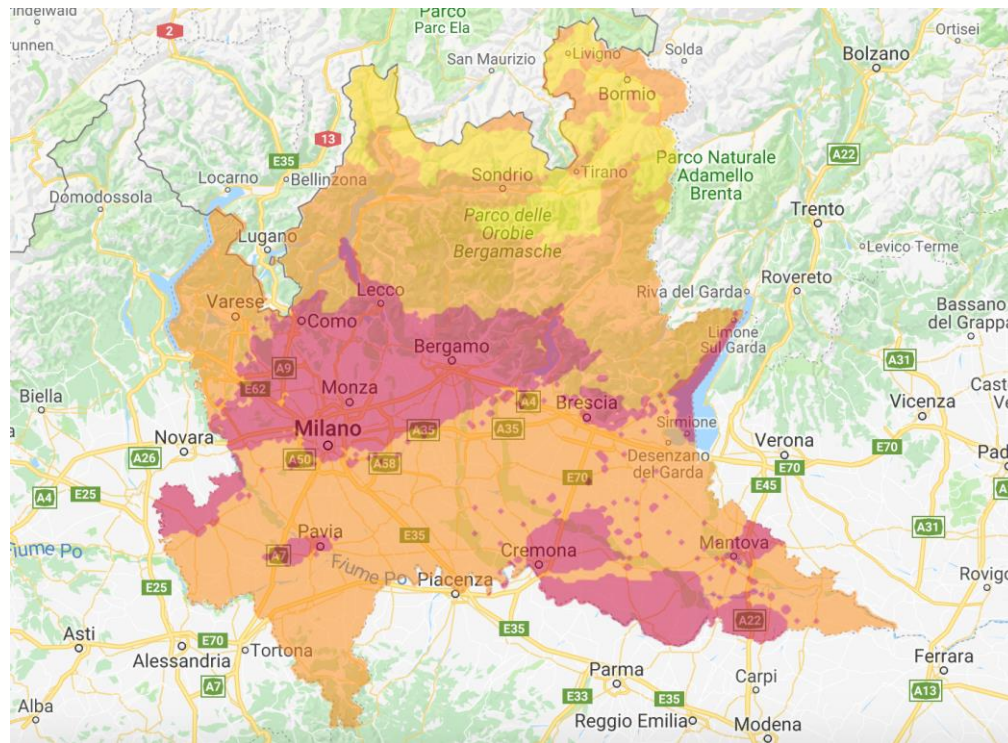 Parco
Parc Ela
2
Ortisei
San Maurizio
Livigno
Solda
Bolzano
Bormio
13
A22
E35
Bellinzona
Locarno
Domodossola
Sondrio
Tirano
Parco Naturale
Adamello
Brenta
Trento
Parco delle
Orobie
Bergamasche
Lugano
Levico Terme
Rovereto
Riva del Garda
Varese
Lecco
Como
Bassano
del Grappa
Limone
Sul Garda
Bergamo
A31
A9
E62
Monza
Biella
A4
Brescia
Vicenza
Milano
A35
A35
Sirmione
Novara
Verona
E70
A26
A50
A58
Desenzano
del Garda
E70
A4
E25
E70
E45
A31
Pavia
E35
A7
Cremona
Mantova
Fiume Po
Fiume Po
Piacenza
E25
Rovigo
A22
Asti
E70
Tortona
E35
Alessandria
Ferrara
Parma
Carpi
A7
E33
E35
A13
Alba
Reggio Emilia
Modena